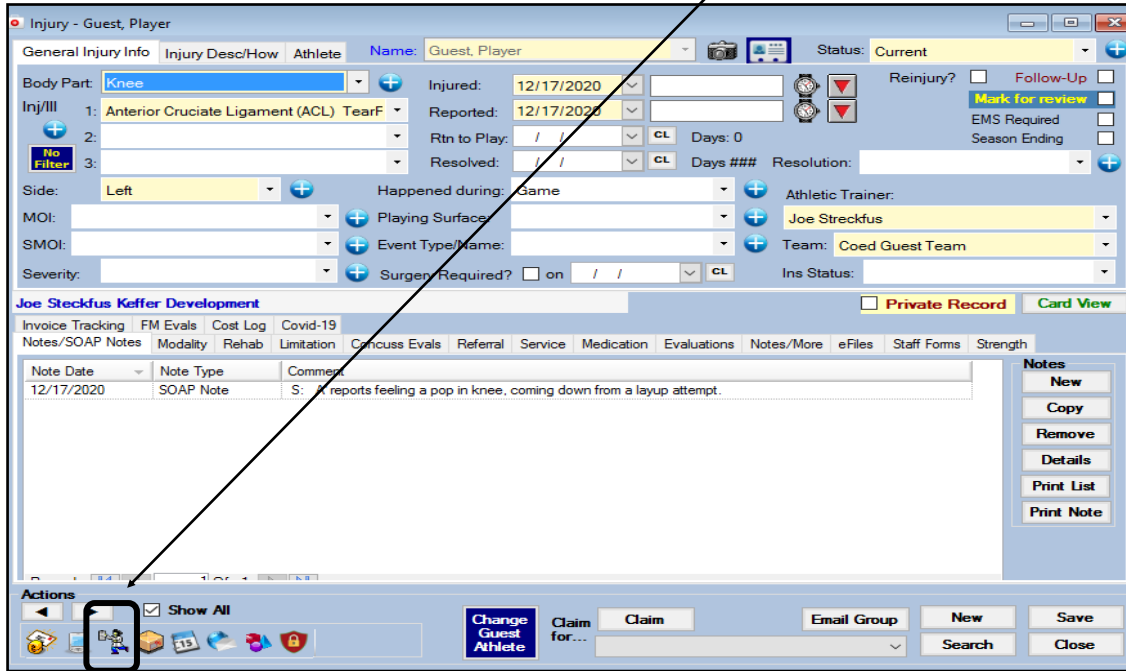 Injury - Guest, Player
General Injury Info Injury Desc/How Athlete Name: Guest, Player Status: Current
Body Part: Knee Injured: 12/17/2020 Reinjury? Follow-Up
Mark for review
Inj/Ill 1: Anterior Cruciate Ligament (ACL) TearF Reported: 12/17/2020
EMS Required
2: Rtn to Play: / / CL Days: 0 Season Ending
No Filter 3: Resolved: / / CL Days ### Resolution:
Side: Left Happened during: Game Athletic Trainer:
MOI: Playing Surface: Joe Streckfus
SMOI: Event Type/Name: Team: Coed Guest Team
Severity: Surgery Required? on / / CL Ins Status:
Joe Steckfus Keffer Development Private Record Card View
Invoice Tracking FM Evals Cost Log Covid-19
Notes/SOAP Notes Modality Rehab Limitation Concuss Evals Referral Service Medication Evaluations Notes/More eFiles Staff Forms Strength
Note Date Note Type Comment
12/17/2020 SOAP Note S: A reports feeling a pop in knee, coming down from a layup attempt.
Notes
New
Copy
Remove
Details
Print List
Print Note
Actions
Show All
15
Change Guest Athlete
Claim for...
Claim
Email Group New Save
Search Close